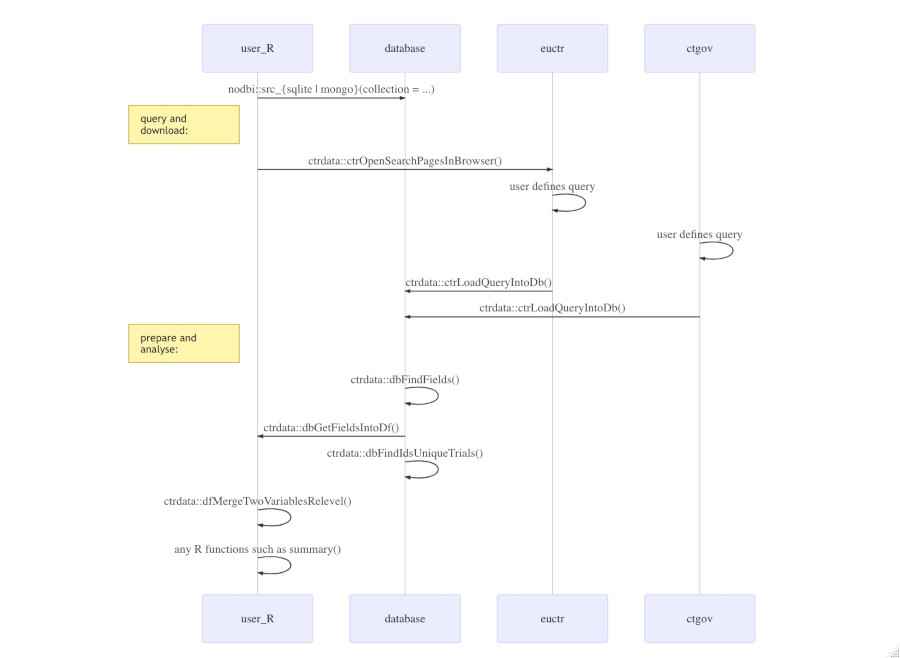 user_R
database
euctr
ctgov
nodbi::src_{sqlite | mongo}(collection = ...)
query and
download:
ctrdata::ctrOpenSearchPagesInBrowser()
user defines query
user defines query
ctrdata::ctrLoadQueryIntoDb()
ctrdata::ctrLoadQueryIntoDb()
prepare and
analyse:
ctrdata::dbFindFields()
ctrdata::dbGetFieldsIntoDf()
ctrdata::dbFindIdsUniqueTrials()
ctrdata::dfMergeTwoVariablesRelevel()
any R functions such as summary()
user_R
database
euctr
ctgov